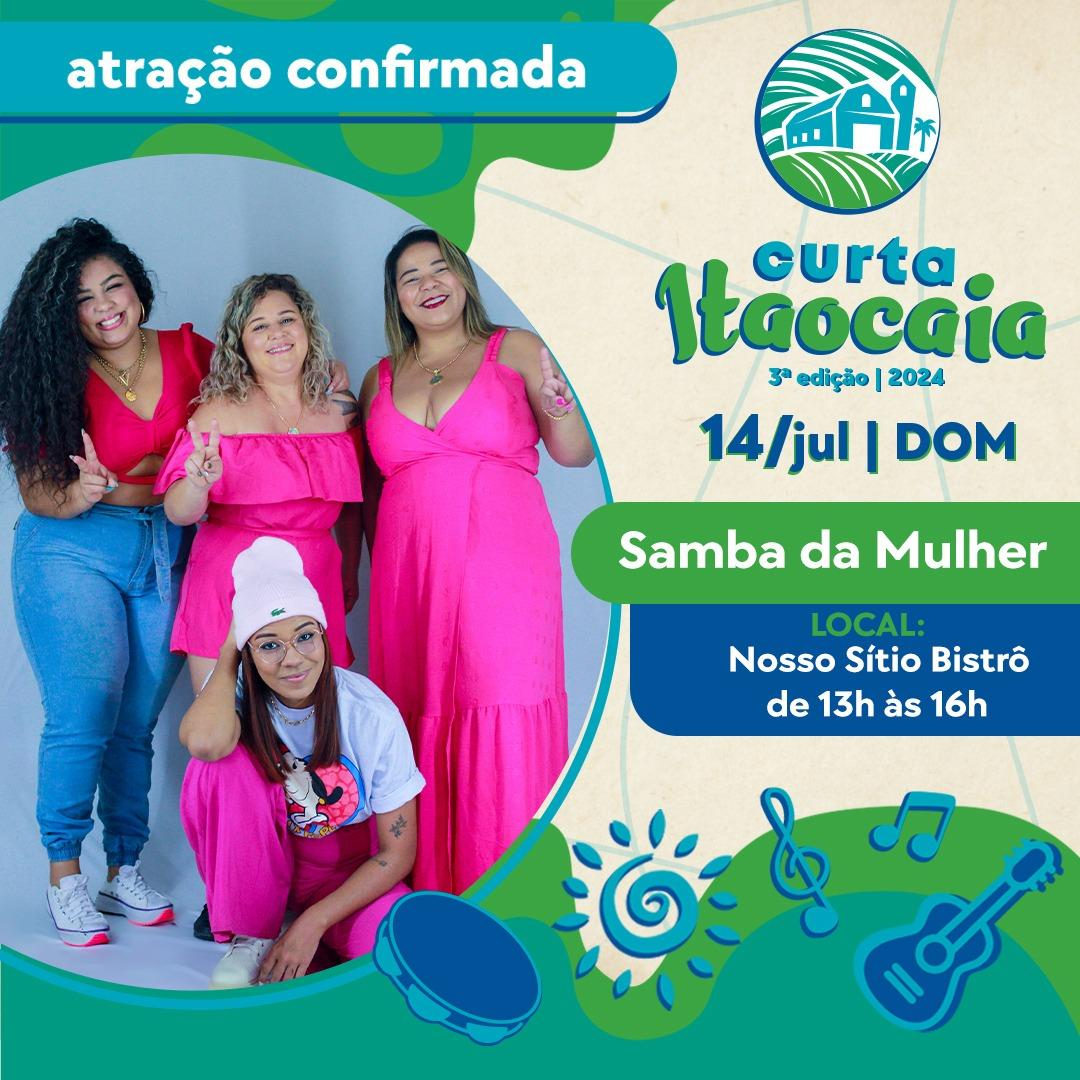 atração confirmada
curta
Itaocaia
3ª edição | 2024
14/jul | DOM
Samba da Mulher
LOCAL:
Nosso Sítio Bistrô
de 13h às 16h